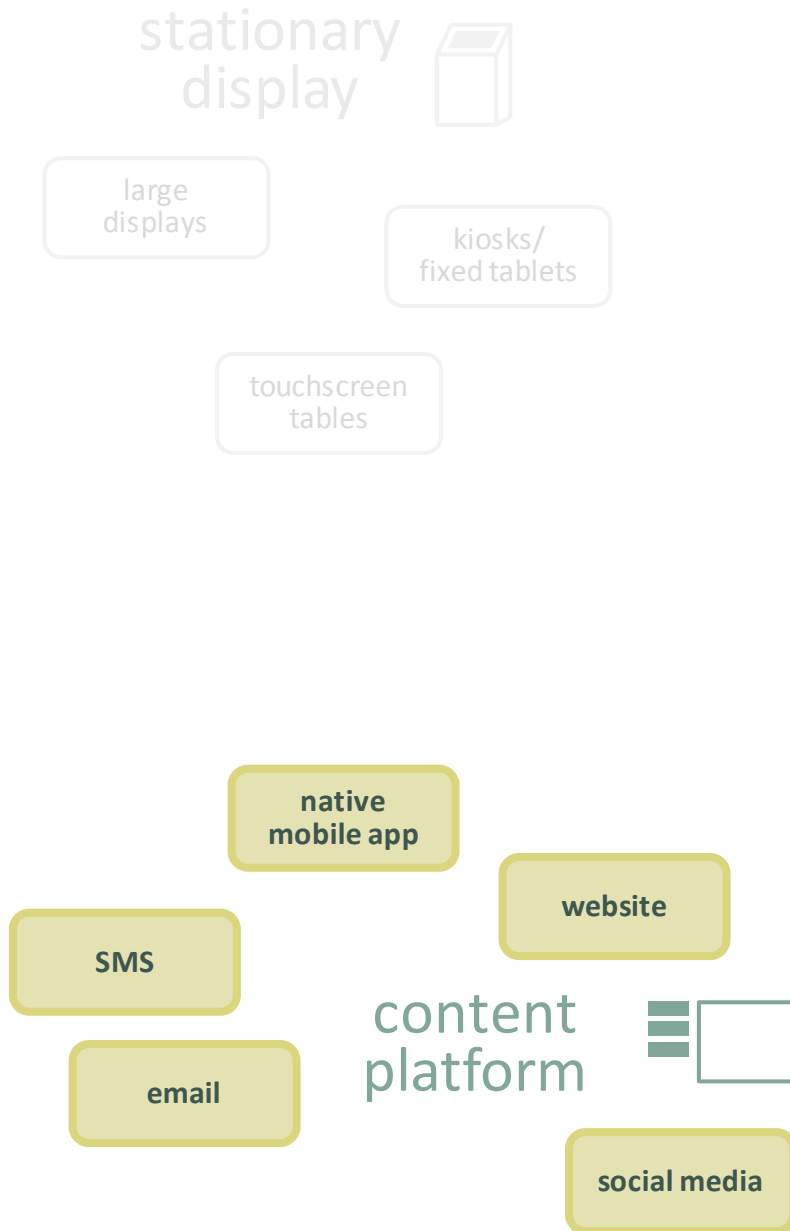 stationary
display
large
displays
kiosks/
fixed tablets
touchscreen
tables
native
mobile app
website
SMS
content
platform
email
social media